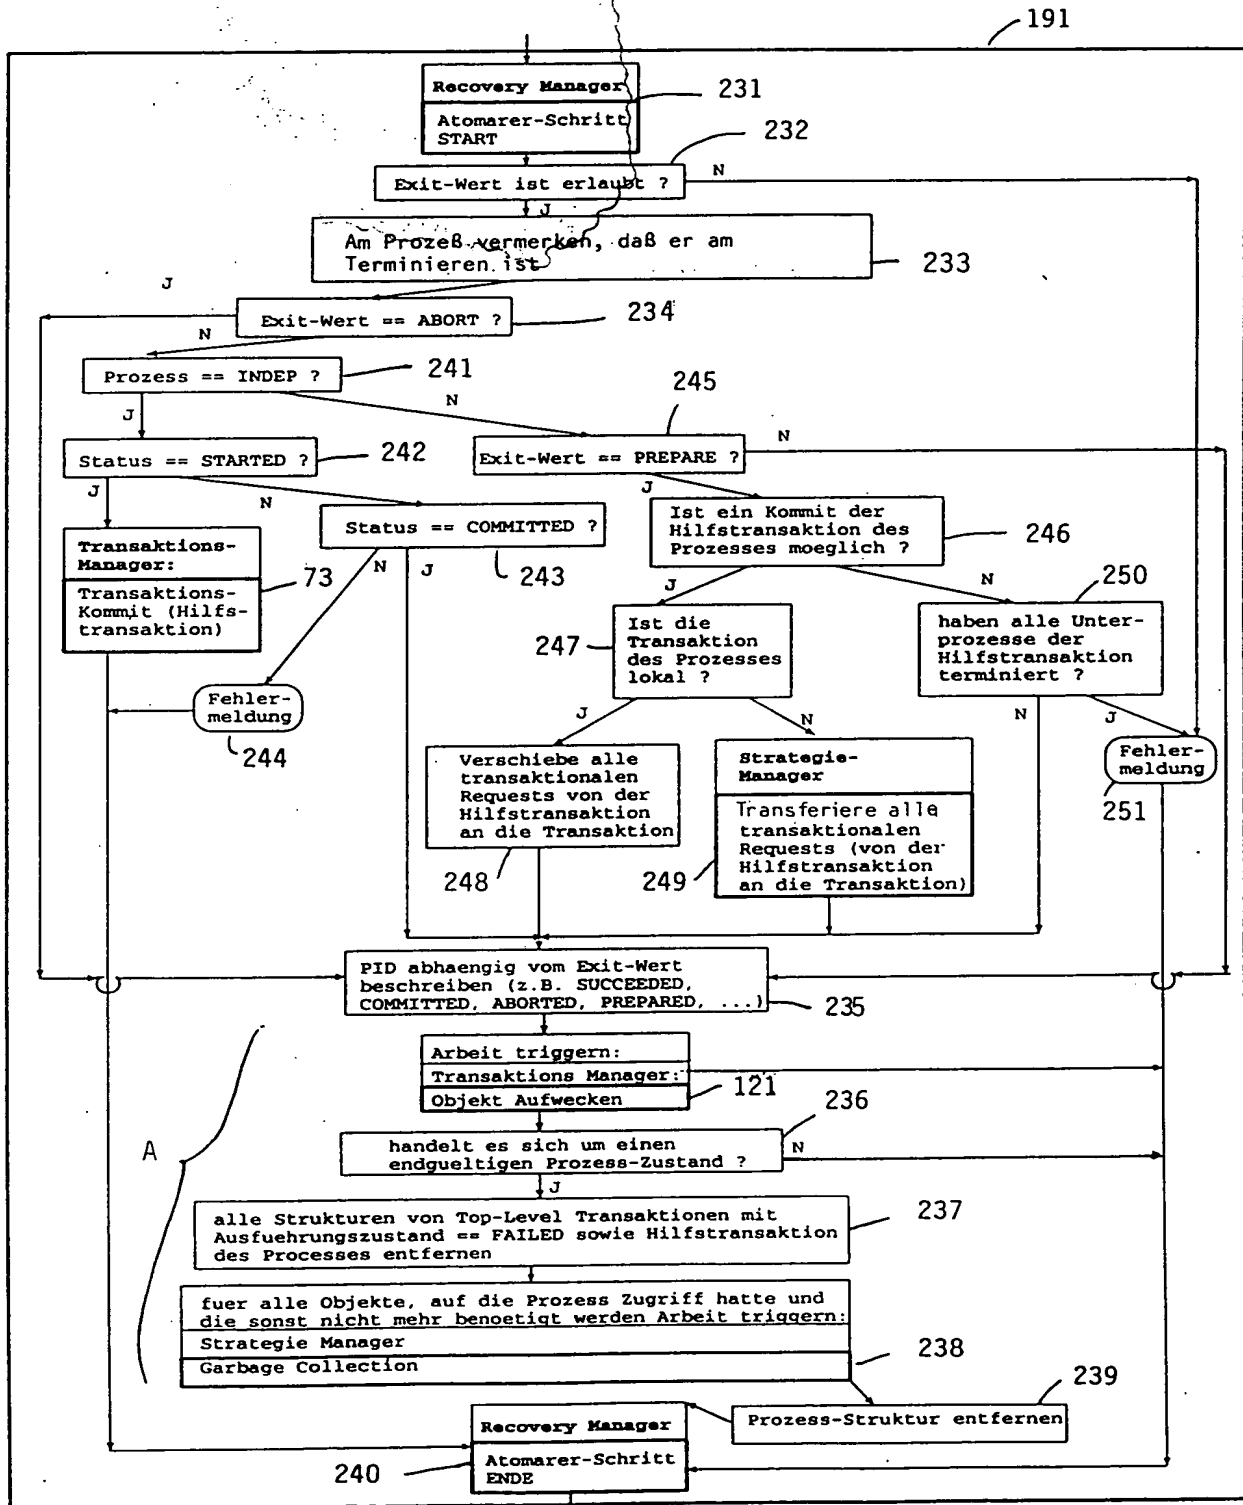 191
Recovery Manager
231
Atomarer-Schritt
START
232
Exit-Wert ist erlaubt ?
N
J
Am Prozeß vermerken, daß er am
Terminieren ist
233
J
Exit-Wert == ABORT ?
234
N
Prozess == INDEP ?
241
J
N
245
Status == STARTED ?
242
Exit-Wert == PREPARE ?
N
J
N
J
Status == COMMITTED ?
243
N
J
Ist ein Kommit der
Hilfstransaktion des
Prozesses moeglich ?
246
Transaktions-
Manager:
73
Transaktions-
Kommit (Hilfs-
transaktion)
J
N
250
247
Ist die
Transaktion
des Prozesses
lokal ?
haben alle Unter-
prozesse der
Hilfstransaktion
terminiert ?
Fehler-
meldung
244
J
N
N
J
Verschiebe alle
transaktionalen
Requests von der
Hilfstransaktion
an die Transaktion
248
Strategie-
Manager
Transferiere alle
transaktionalen
Requests (von der
Hilfstransaktion
an die Transaktion)
249
Fehler-
meldung
251
PID abhaengig vom Exit-Wert
beschreiben (z.B. SUCCEEDED,
COMMITTED, ABORTED, PREPARED, ...)
235
Arbeit triggern:
Transaktions Manager:
Objekt Aufwecken
121
236
handelt es sich um einen
endgueltigen Prozess-Zustand ?
N
A
J
alle Strukturen von Top-Level Transaktionen mit
Ausfuehrungszustand == FAILED sowie Hilfstransaktion
des Processes entfernen
237
fuer alle Objekte, auf die Prozess Zugriff hatte und
die sonst nicht mehr benoetigt werden Arbeit triggern:
Strategie Manager
Garbage Collection
238
239
Prozess-Struktur entfernen
Recovery Manager
Atomarer-Schritt
ENDE
240